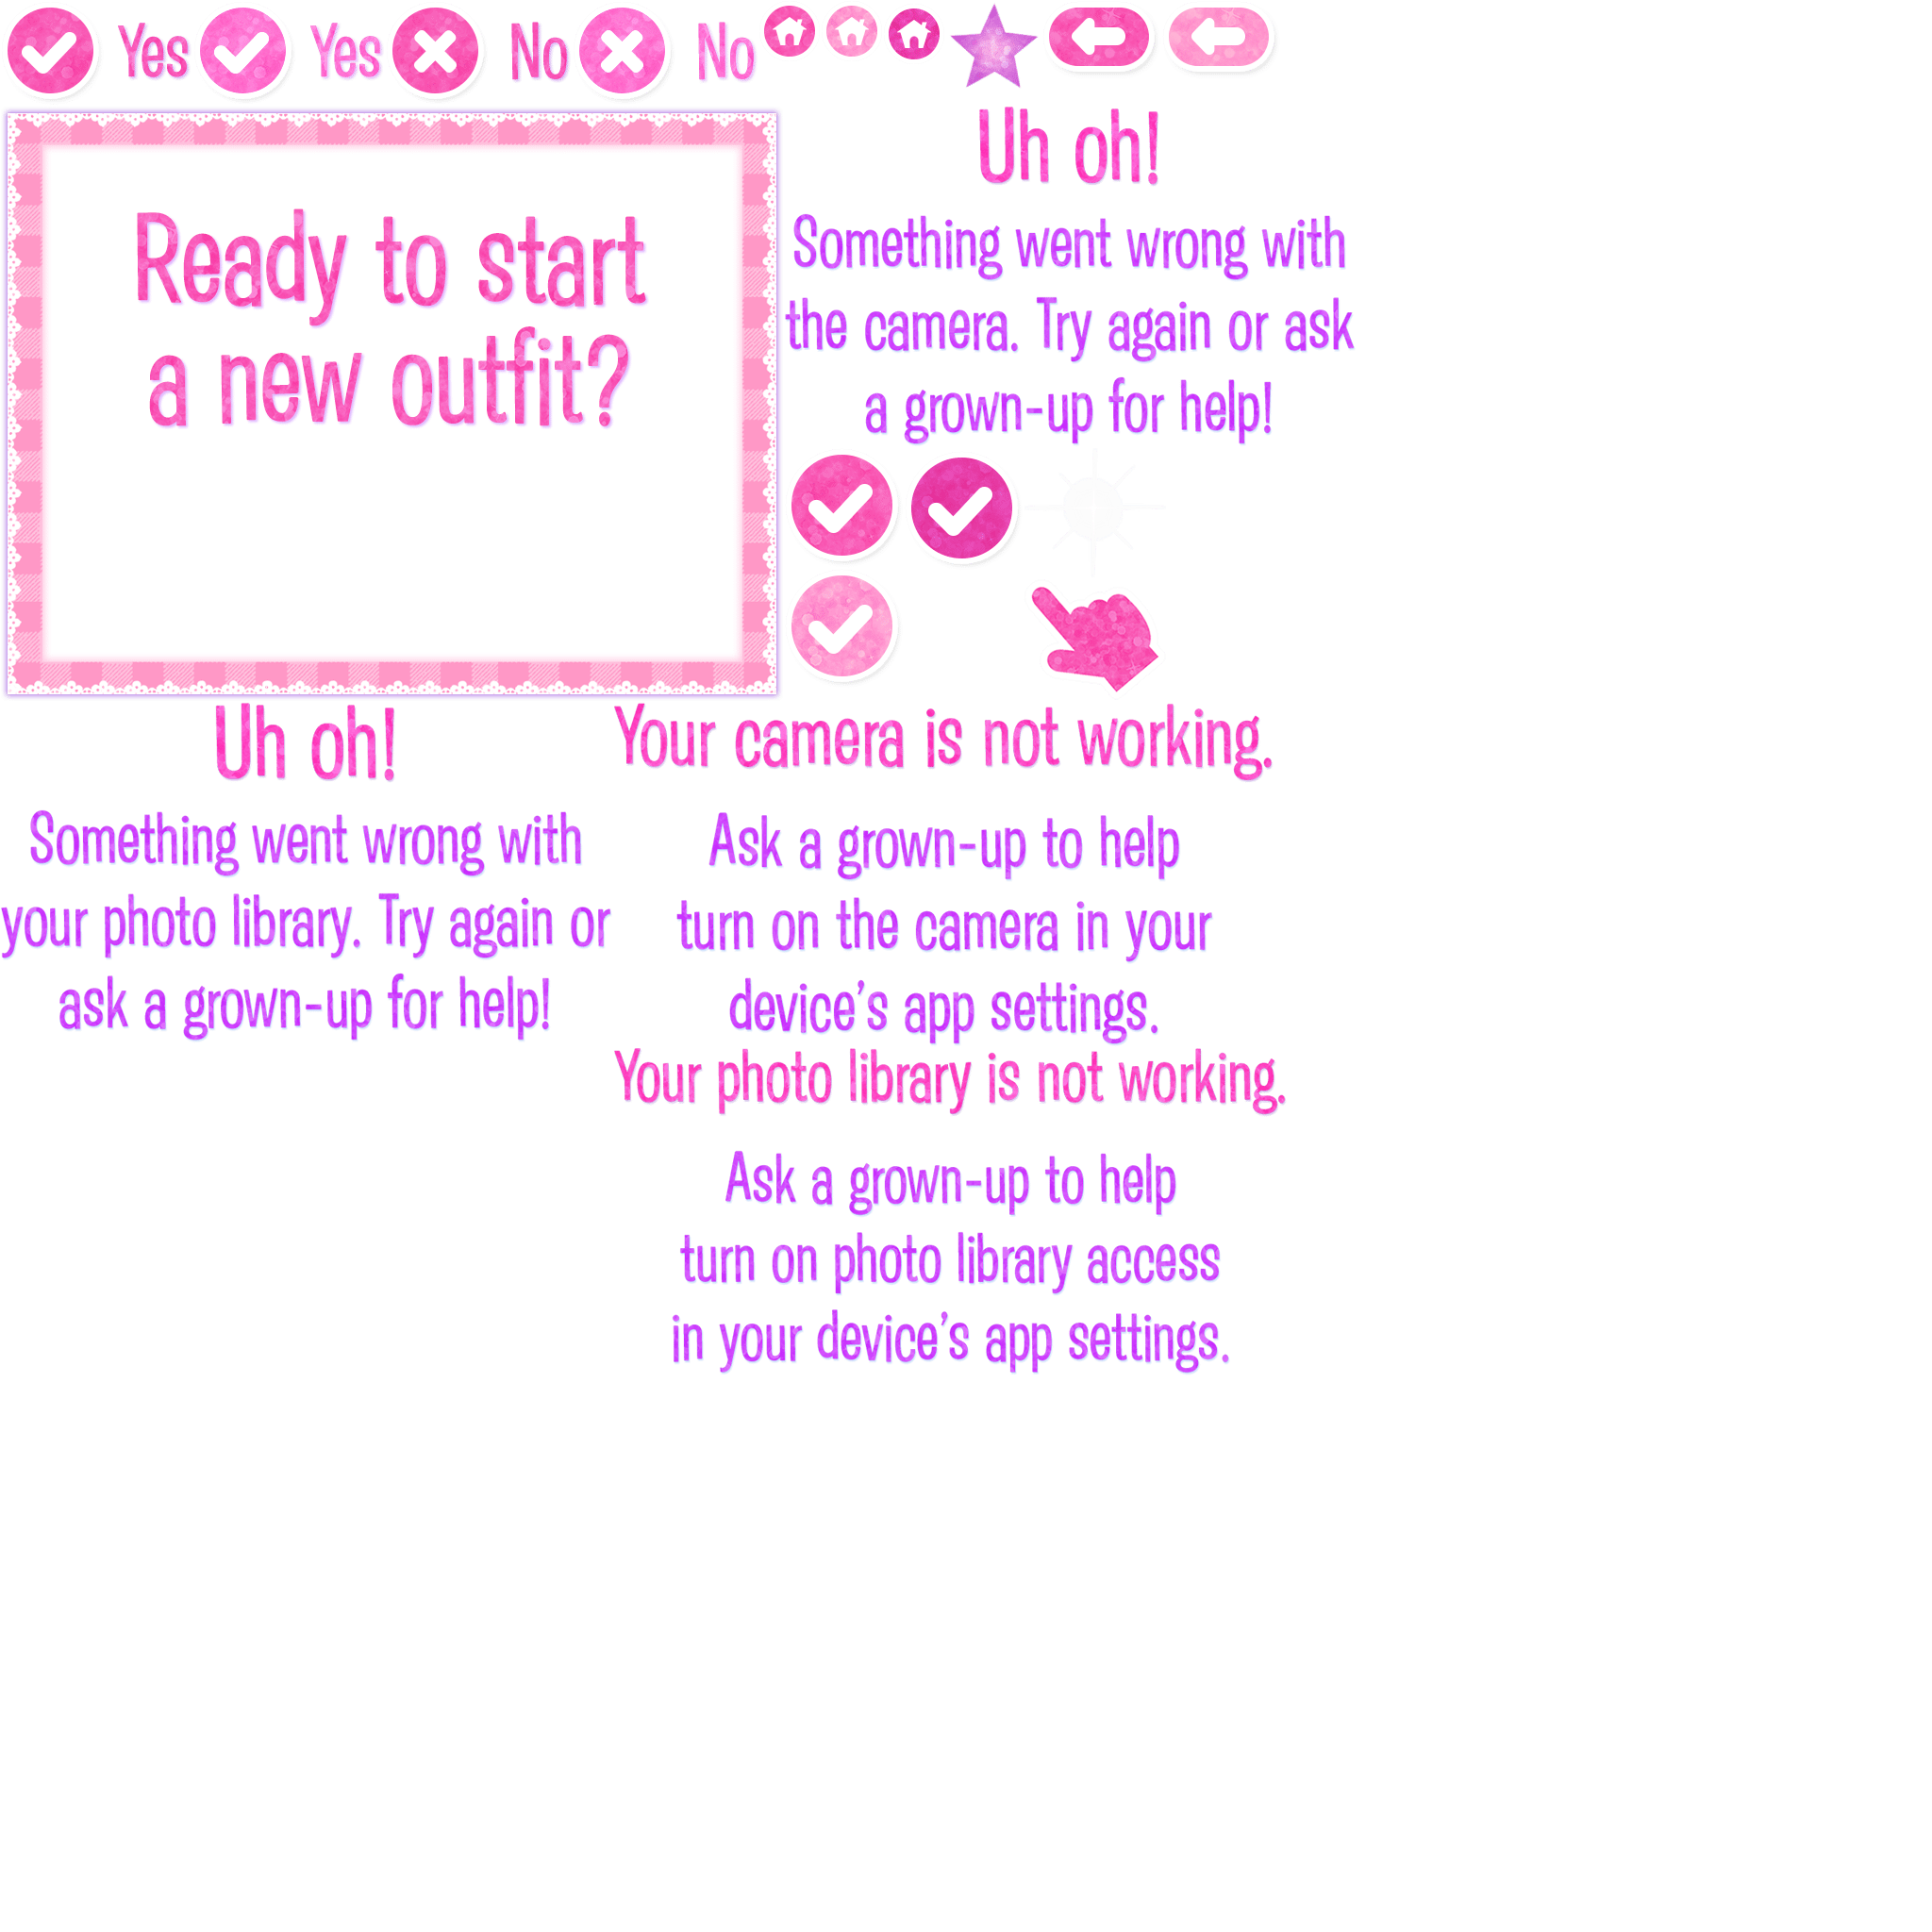 Yes
Yes
No
No
Ready to start
a new outfit?
Uh oh!
Something went wrong with
the camera. Try again or ask
a grown-up for help!
Uh oh!
Something went wrong with
your photo library. Try again or
ask a grown-up for help!
Your camera is not working.
Ask a grown-up to help
turn on the camera in your
device's app settings.
Your photo library is not working.
Ask a grown-up to help
turn on photo library access
in your device's app settings.